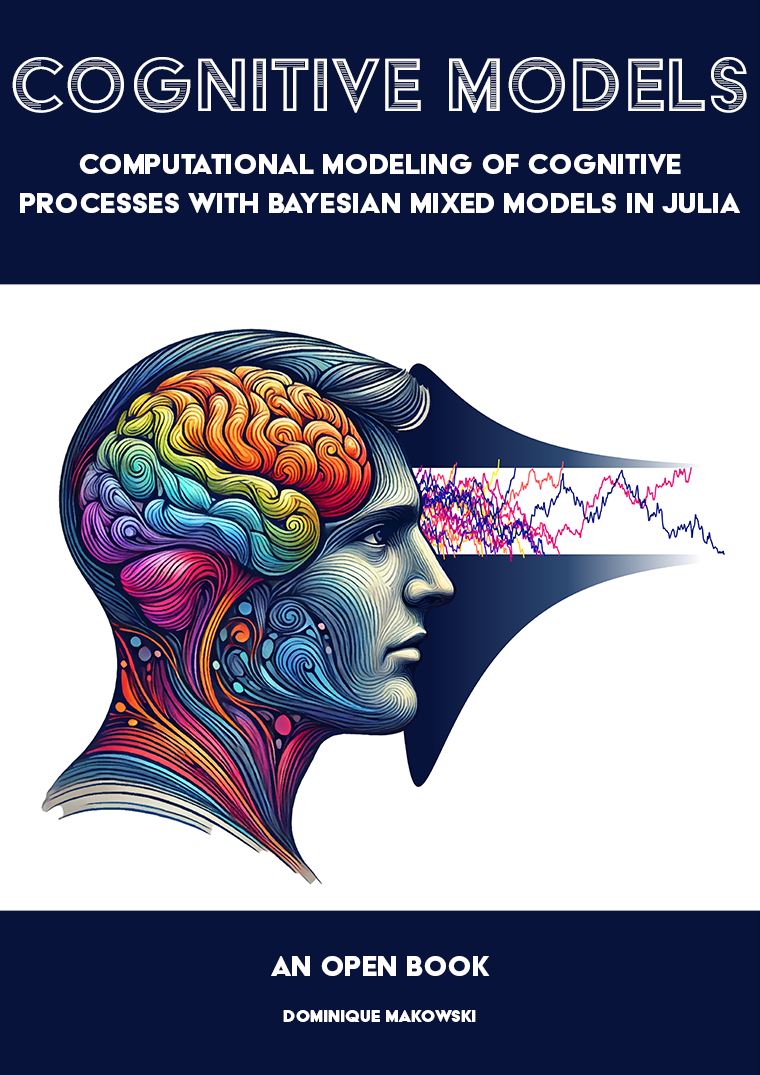 COGNITIVE MODELS
COMPUTATIONAL MODELING OF COGNITIVE
PROCESSES WITH BAYESIAN MIXED MODELS IN JULIA
AN OPEN BOOK
DOMINIQUE MAKOWSKI